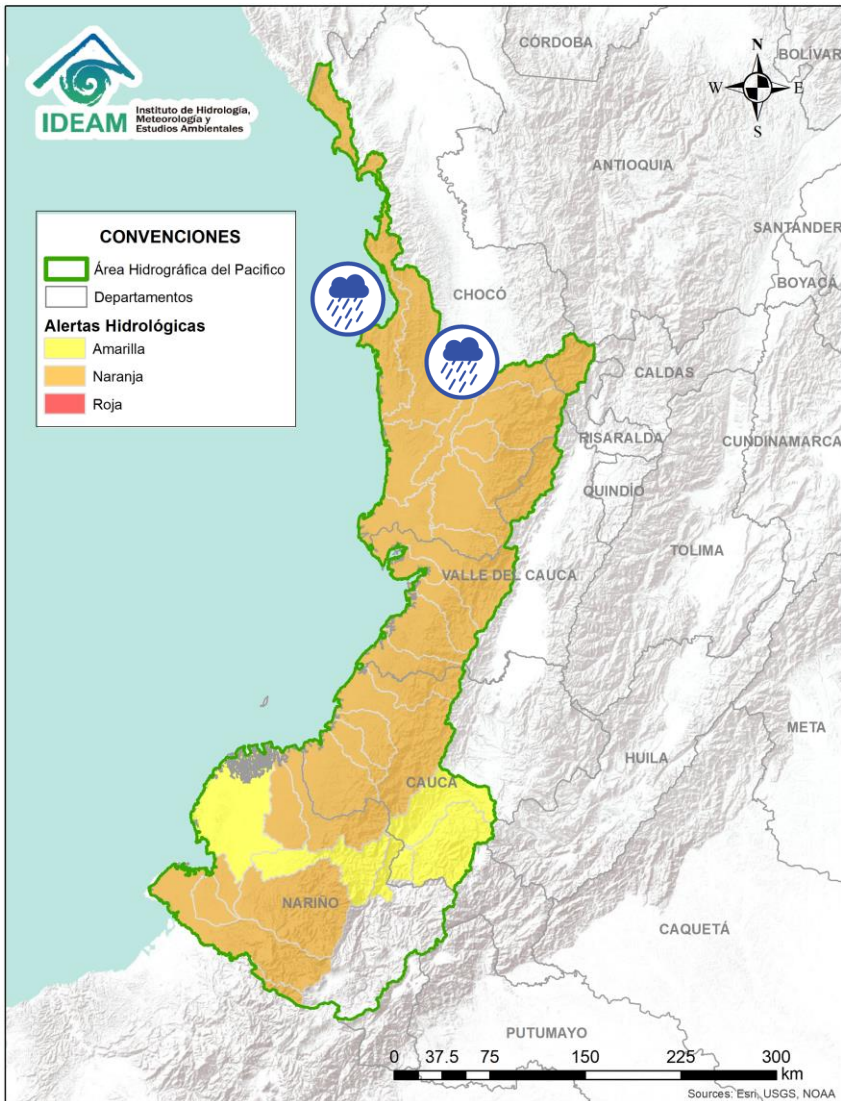 IDEAM
Instituto de Hidrología,
Meteorología y
Estudios Ambientales
CÓRDOBA
BOLÍVAR
N
W
E
S
ANTIOQUIA
SANTANDER
BOYACÁ
CONVENCIONES
Área Hidrográfica del Pacifico
Departamentos
Alertas Hidrológicas
Amarilla
Naranja
Roja
CHOCÓ
CALDAS
RISARALDA
CUNDINAMARCA
QUINDÍO
TOLIMA
VALLE DEL CAUCA
META
HUILA
CAUCA
NARIÑO
CAQUETÁ
PUTUMAYO
0 37.5 75 150 225 300
km
Sources: Esri, USGS, NOAA